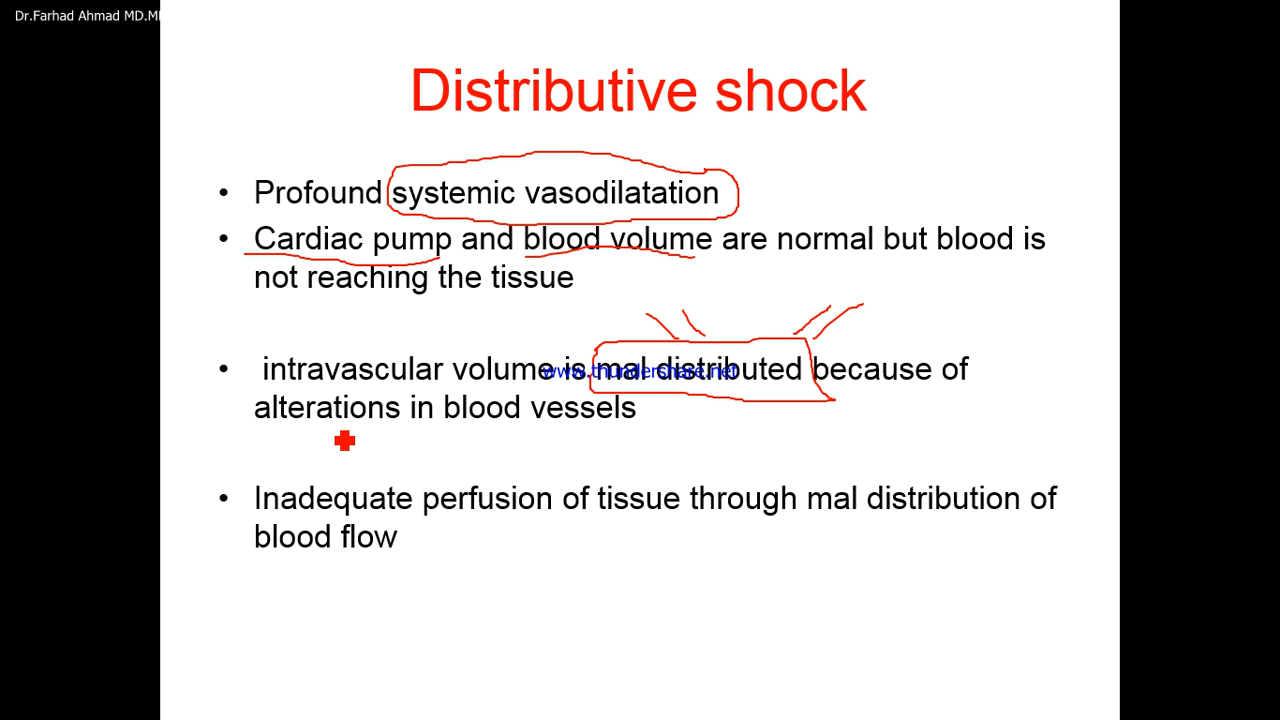 Dr.Farhad Ahmad MD.M
Distributive shock
• Profound systemic vasodilatation
• Cardiac pump and blood volume are normal but blood is
not reaching the tissue
• intravascular volume is mal distributed because of
www.thundershare.net
alterations in blood vessels
• Inadequate perfusion of tissue through mal distribution of
blood flow